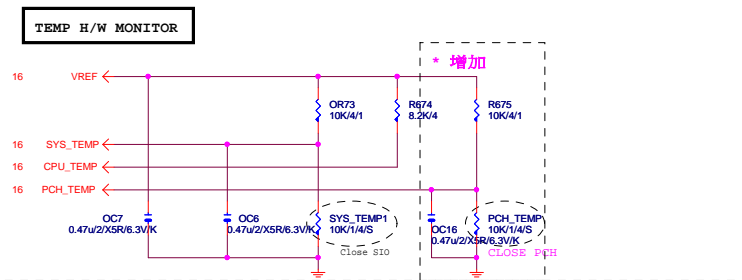 TEMP H/W MONITOR
* 增加
16 VREF
OR73
10K/4/1
R674
8.2K/4
R675
10K/4/1
16 SYS_TEMP
16 CPU_TEMP
16 PCH_TEMP
OC7
0.47u/2/X5R/6.3V/K
OC6
0.47u/2/X5R/6.3V/K
SYS_TEMP1
10K/1/4/S
Close SIO
OC16
0.47u/2/X5R/6.3V/K
PCH_TEMP
10K/1/4/S
CLOSE PCH